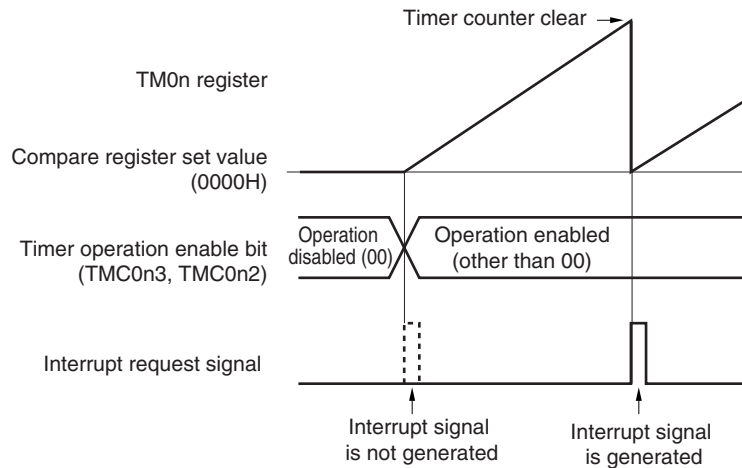 Timer counter clear
TM0n register
Compare register set value
(0000H)
Timer operation enable bit
(TMC0n3, TMC0n2)
Operation
disabled (00)
Operation enabled
(other than 00)
Interrupt request signal
Interrupt signal
is not generated
Interrupt signal
is generated